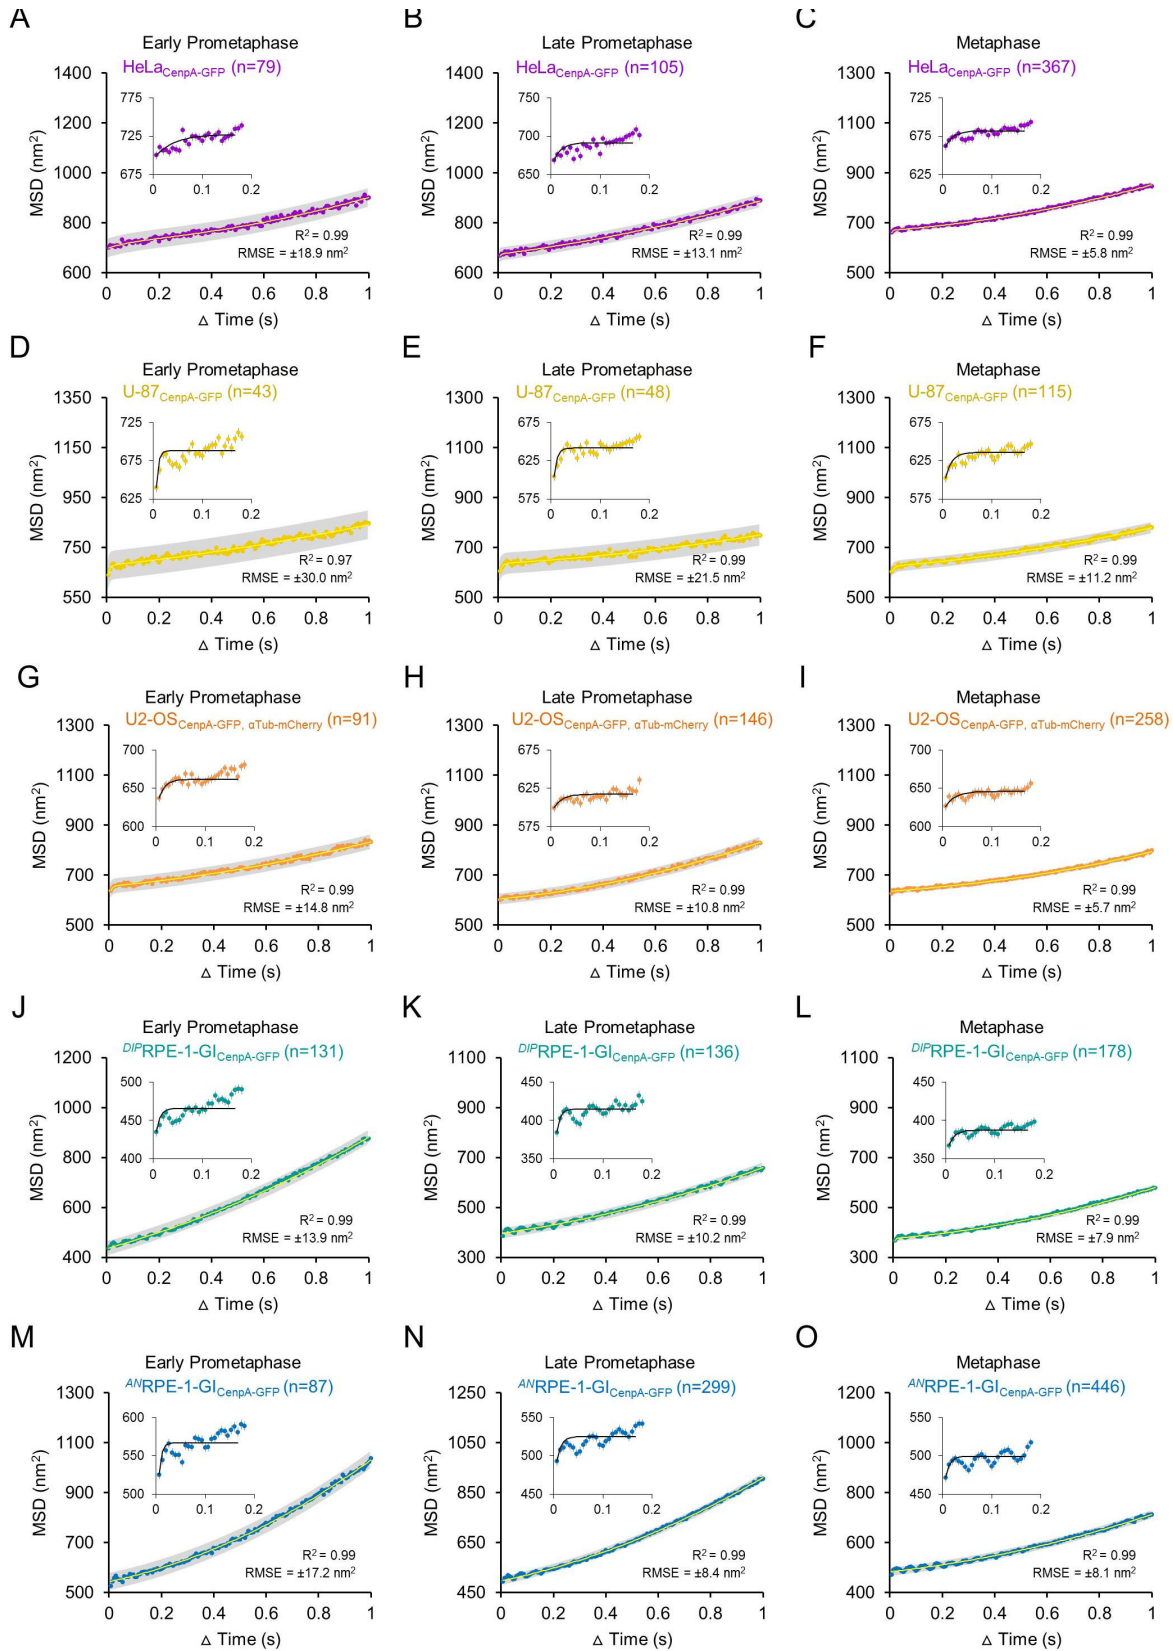 A
Early Prometaphase
HeLaCenpA-GFP (n=79)
1400
1200
1000
800
600
MSD (nm²)
775
725
675
0 0.1 0.2
R² = 0.99
RMSE = ±18.9 nm²
0 0.2 0.4 0.6 0.8 1
△ Time (s)
B
Late Prometaphase
HeLaCenpA-GFP (n=105)
1400
1200
1000
800
600
MSD (nm²)
750
700
650
0 0.1 0.2
R² = 0.99
RMSE = ±13.1 nm²
0 0.2 0.4 0.6 0.8 1
△ Time (s)
C
Metaphase
HeLaCenpA-GFP (n=367)
1300
1100
900
700
500
MSD (nm²)
725
675
625
0 0.1 0.2
R² = 0.99
RMSE = ±5.8 nm²
0 0.2 0.4 0.6 0.8 1
△ Time (s)
D
Early Prometaphase
U-87CenpA-GFP (n=43)
1350
1150
950
750
550
MSD (nm²)
725
675
625
0 0.1 0.2
R² = 0.97
RMSE = ±30.0 nm²
0 0.2 0.4 0.6 0.8 1
△ Time (s)
E
Late Prometaphase
U-87CenpA-GFP (n=48)
1300
1100
900
700
500
MSD (nm²)
675
625
575
0 0.1 0.2
R² = 0.99
RMSE = ±21.5 nm²
0 0.2 0.4 0.6 0.8 1
△ Time (s)
F
Metaphase
U-87CenpA-GFP (n=115)
1300
1100
900
700
500
MSD (nm²)
675
625
575
0 0.1 0.2
R² = 0.99
RMSE = ±11.2 nm²
0 0.2 0.4 0.6 0.8 1
△ Time (s)
G
Early Prometaphase
U2-OSCenpA-GFP, αTub-mCherry (n=91)
1300
1100
900
700
500
MSD (nm²)
700
650
600
0 0.1 0.2
R² = 0.99
RMSE = ±14.8 nm²
0 0.2 0.4 0.6 0.8 1
△ Time (s)
H
Late Prometaphase
U2-OSCenpA-GFP, αTub-mCherry (n=146)
1300
1100
900
700
500
MSD (nm²)
675
625
575
0 0.1 0.2
R² = 0.99
RMSE = ±10.8 nm²
0 0.2 0.4 0.6 0.8 1
△ Time (s)
I
Metaphase
U2-OSCenpA-GFP, αTub-mCherry (n=258)
1300
1100
900
700
500
MSD (nm²)
700
650
600
0 0.1 0.2
R² = 0.99
RMSE = ±5.7 nm²
0 0.2 0.4 0.6 0.8 1
△ Time (s)
J
Early Prometaphase
DIPRPE-1-GICenpA-GFP (n=131)
1200
1000
800
600
400
MSD (nm²)
500
450
400
0 0.1 0.2
R² = 0.99
RMSE = ±13.9 nm²
0 0.2 0.4 0.6 0.8 1
△ Time (s)
K
Late Prometaphase
DIPRPE-1-GICenpA-GFP (n=136)
1100
900
700
500
300
MSD (nm²)
450
400
350
0 0.1 0.2
R² = 0.99
RMSE = ±10.2 nm²
0 0.2 0.4 0.6 0.8 1
△ Time (s)
L
Metaphase
DIPRPE-1-GICenpA-GFP (n=178)
1100
900
700
500
300
MSD (nm²)
450
400
350
0 0.1 0.2
R² = 0.99
RMSE = ±7.9 nm²
0 0.2 0.4 0.6 0.8 1
△ Time (s)
M
Early Prometaphase
ANRPE-1-GICenpA-GFP (n=87)
1300
1100
900
700
500
MSD (nm²)
600
550
500
0 0.1 0.2
R² = 0.99
RMSE = ±17.2 nm²
0 0.2 0.4 0.6 0.8 1
△ Time (s)
N
Late Prometaphase
ANRPE-1-GICenpA-GFP (n=299)
1250
1050
850
650
450
MSD (nm²)
550
500
450
0 0.1 0.2
R² = 0.99
RMSE = ±8.4 nm²
0 0.2 0.4 0.6 0.8 1
△ Time (s)
O
Metaphase
ANRPE-1-GICenpA-GFP (n=446)
1200
1000
800
600
400
MSD (nm²)
550
500
450
0 0.1 0.2
R² = 0.99
RMSE = ±8.1 nm²
0 0.2 0.4 0.6 0.8 1
△ Time (s)